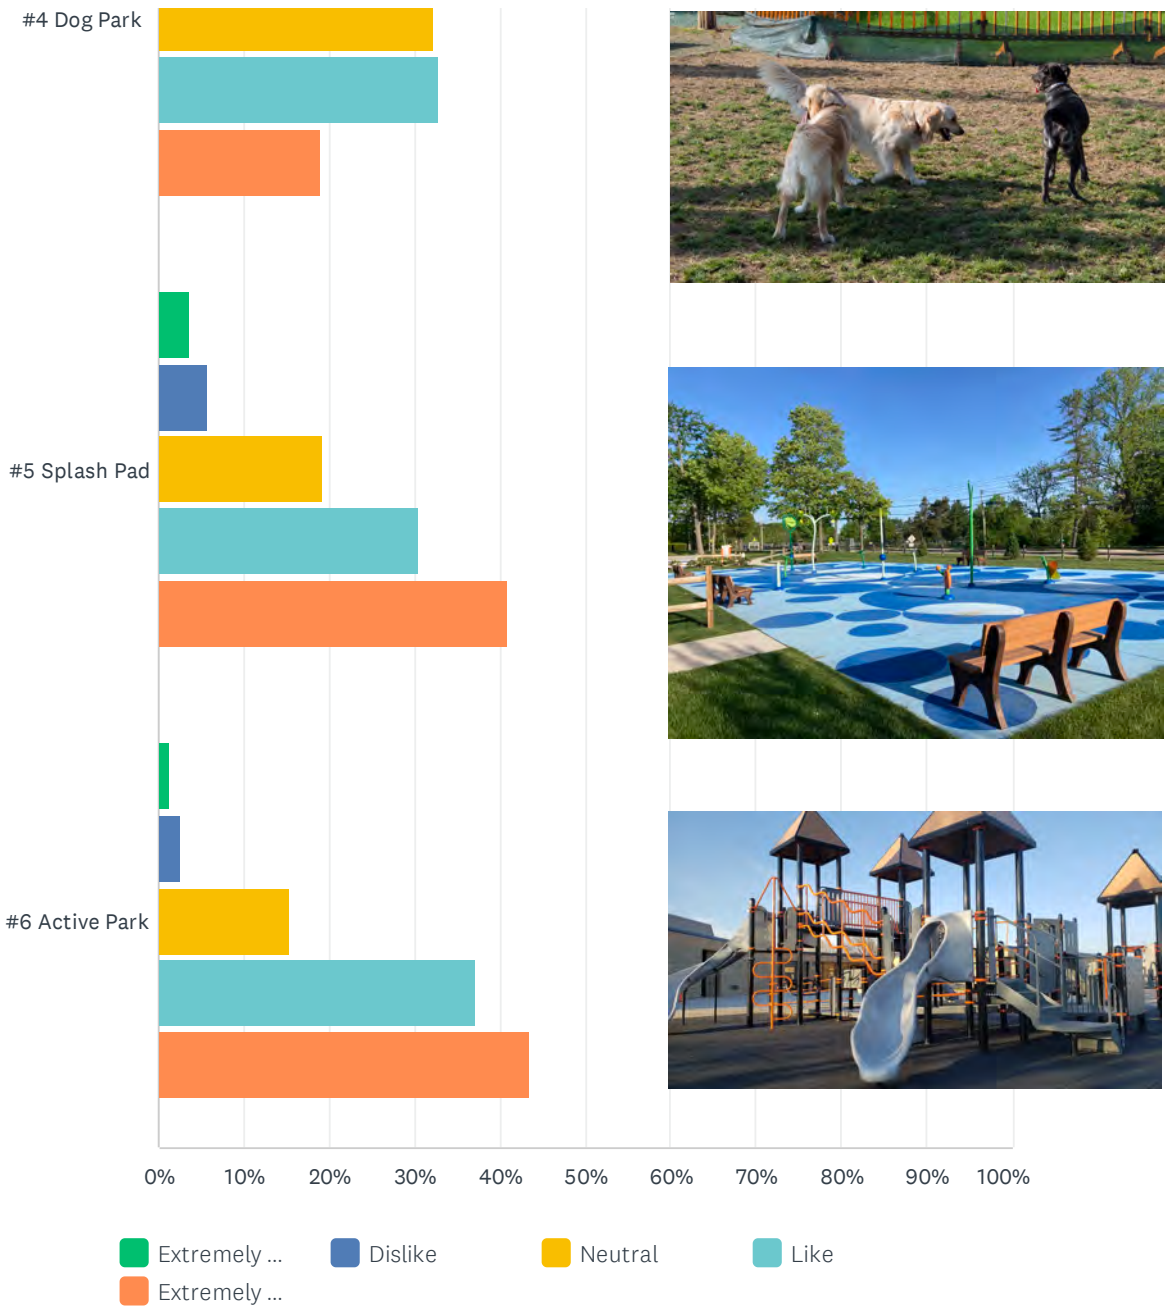 #4 Dog Park
#5 Splash Pad
#6 Active Park
0% 10% 20% 30% 40% 50% 60% 70% 80% 90% 100%
Extremely ... Dislike Neutral Like
Extremely ...